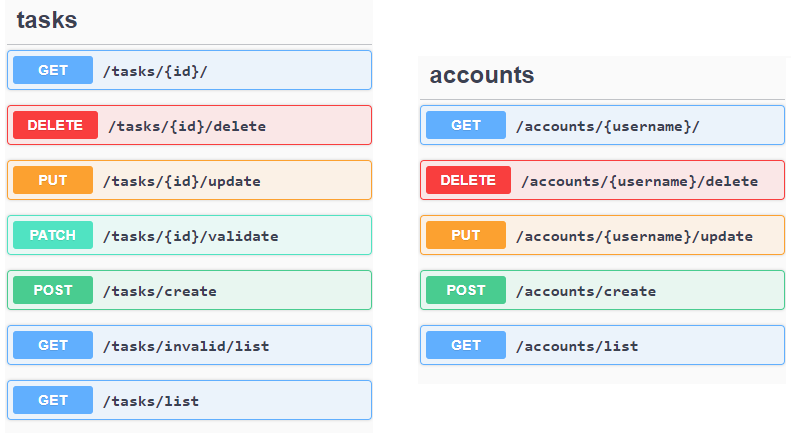 tasks
GET /tasks/{id}/
DELETE /tasks/{id}/delete
PUT /tasks/{id}/update
PATCH /tasks/{id}/validate
POST /tasks/create
GET /tasks/invalid/list
GET /tasks/list
accounts
GET /accounts/{username}/
DELETE /accounts/{username}/delete
PUT /accounts/{username}/update
POST /accounts/create
GET /accounts/list